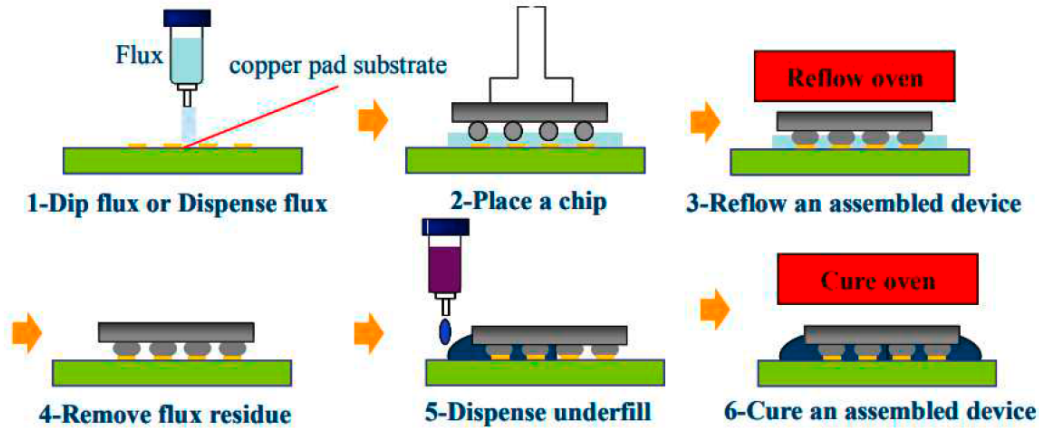 Flux
copper pad substrate
Reflow oven
1-Dip flux or Dispense flux
2-Place a chip
3-Reflow an assembled device
Cure oven
4-Remove flux residue
5-Dispense underfill
6-Cure an assembled device